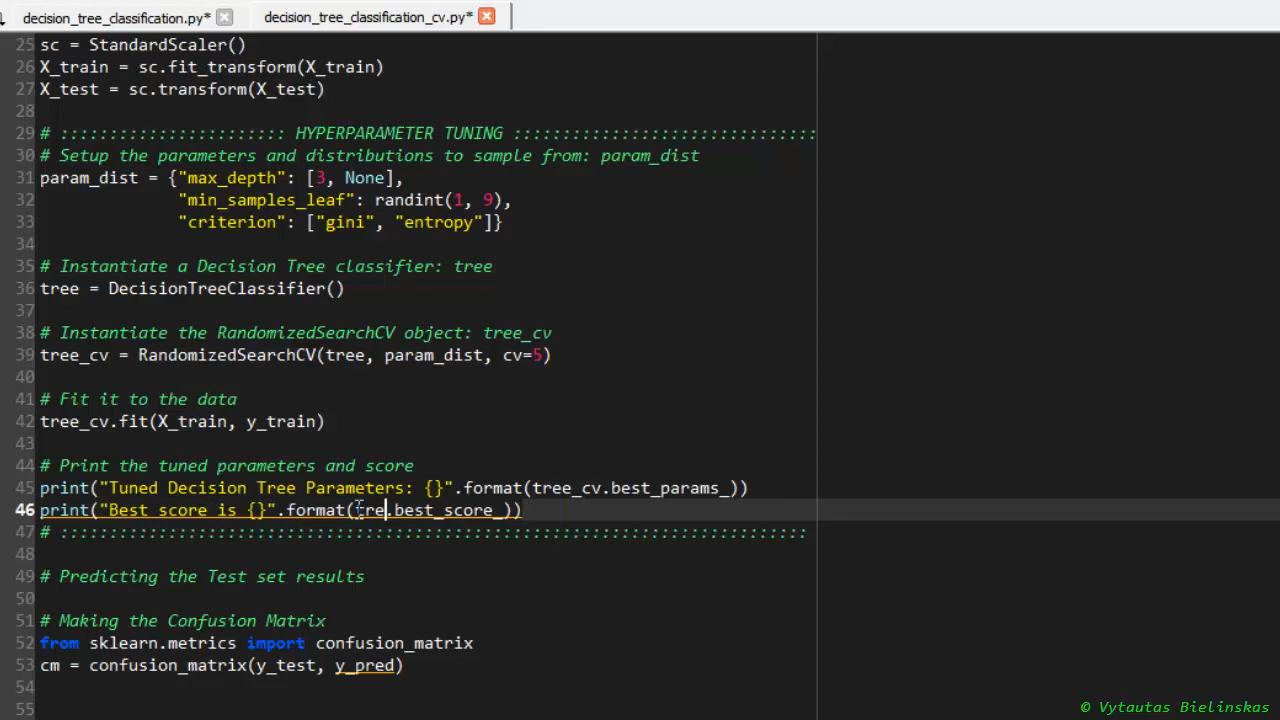 decision_tree_classification.py* decision_tree_classification_cv.py*
25 sc = StandardScaler()
26 X_train = sc.fit_transform(X_train)
27 X_test = sc.transform(X_test)
28
29 # ::::::::::::::::::::::: HYPERPARAMETER TUNING :::::::::::::::::::::::::::::::
30 # Setup the parameters and distributions to sample from: param_dist
31 param_dist = {"max_depth": [3, None],
32 "min_samples_leaf": randint(1, 9),
33 "criterion": ["gini", "entropy"]}
34
35 # Instantiate a Decision Tree classifier: tree
36 tree = DecisionTreeClassifier()
37
38 # Instantiate the RandomizedSearchCV object: tree_cv
39 tree_cv = RandomizedSearchCV(tree, param_dist, cv=5)
40
41 # Fit it to the data
42 tree_cv.fit(X_train, y_train)
43
44 # Print the tuned parameters and score
45 print("Tuned Decision Tree Parameters: {}".format(tree_cv.best_params_))
46 print("Best score is {}".format(tre.best_score_))
47 # ::::::::::::::::::::::::::::::::::::::::::::::::::::::::::::::::::::::::::::
48
49 # Predicting the Test set results
50
51 # Making the Confusion Matrix
52 from sklearn.metrics import confusion_matrix
53 cm = confusion_matrix(y_test, y_pred)
54
55
© Vytautas Bielinskas